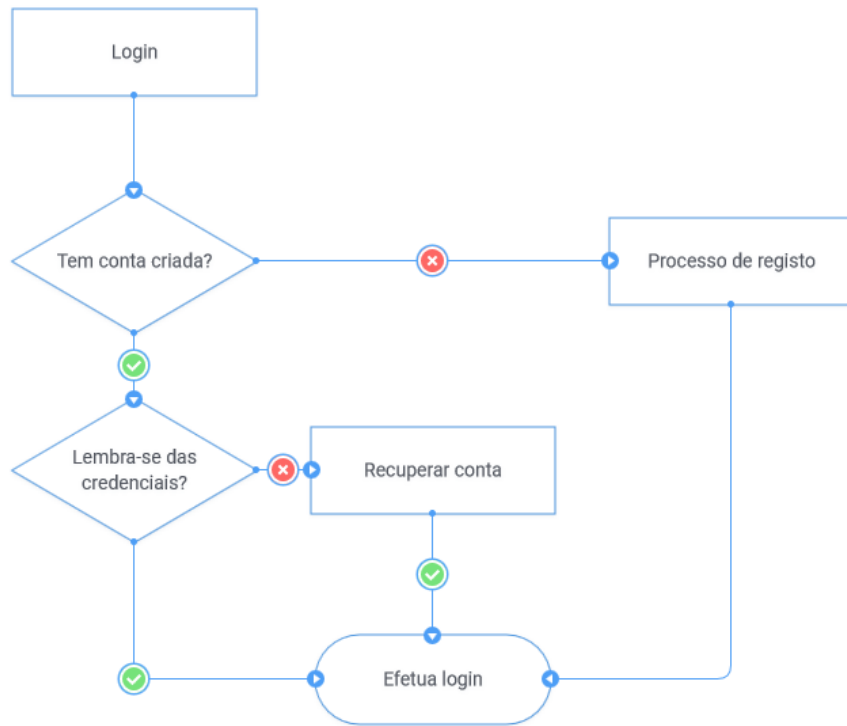 Login
Tem conta criada?
Processo de registo
Lembra-se das
credenciais?
Recuperar conta
Efetua login